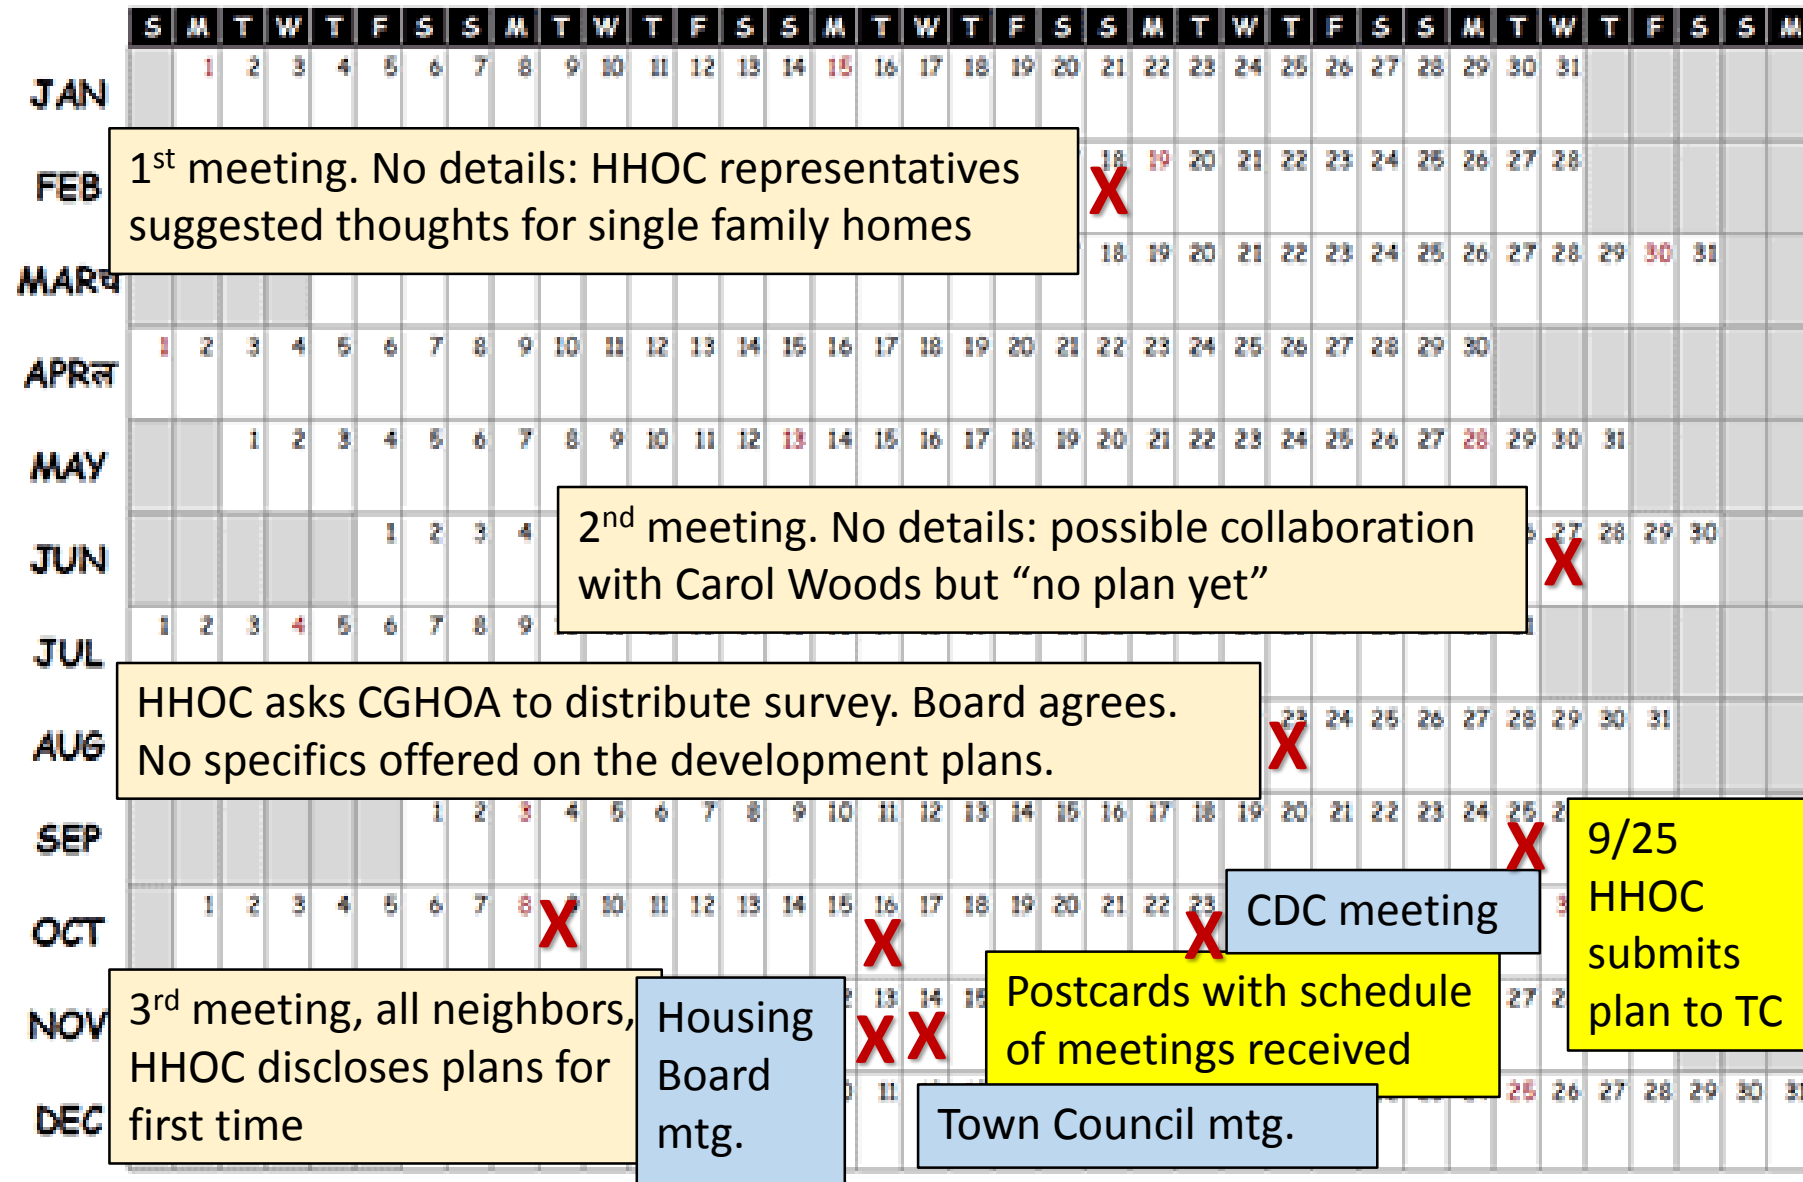 S M T W T F S S M T W T F S S M T W T F S S M T W T F S S M T W T F S S M
JAN 1 2 3 4 5 6 7 8 9 10 11 12 13 14 15 16 17 18 19 20 21 22 23 24 25 26 27 28 29 30 31
FEB 18 19 20 21 22 23 24 25 26 27 28
1st meeting. No details: HHOC representatives
suggested thoughts for single family homes
X
MARच 18 19 20 21 22 23 24 25 26 27 28 29 30 31
APRल 1 2 3 4 5 6 7 8 9 10 11 12 13 14 15 16 17 18 19 20 21 22 23 24 25 26 27 28 29 30
MAY 1 2 3 4 5 6 7 8 9 10 11 12 13 14 15 16 17 18 19 20 21 22 23 24 25 26 27 28 29 30 31
JUN 1 2 3 4 27 28 29 30
2nd meeting. No details: possible collaboration
with Carol Woods but “no plan yet”
X
JUL 1 2 3 4 5 6 7 8 9
HHOC asks CGHOA to distribute survey. Board agrees.
No specifics offered on the development plans.
X
AUG 23 24 25 26 27 28 29 30 31
SEP 1 2 3 4 5 6 7 8 9 10 11 12 13 14 15 16 17 18 19 20 21 22 23 24 25
X
9/25
HHOC
submits
plan to TC
OCT 1 2 3 4 5 6 7 8 10 11 12 13 14 15 16 17 18 19 20 21 22 23
X X X
CDC meeting
NOV 13 14 15 27
3rd meeting, all neighbors,
HHOC discloses plans for
first time
Housing
Board
mtg.
X X
Postcards with schedule
of meetings received
DEC 11 25 26 27 28 29 30 31
Town Council mtg.